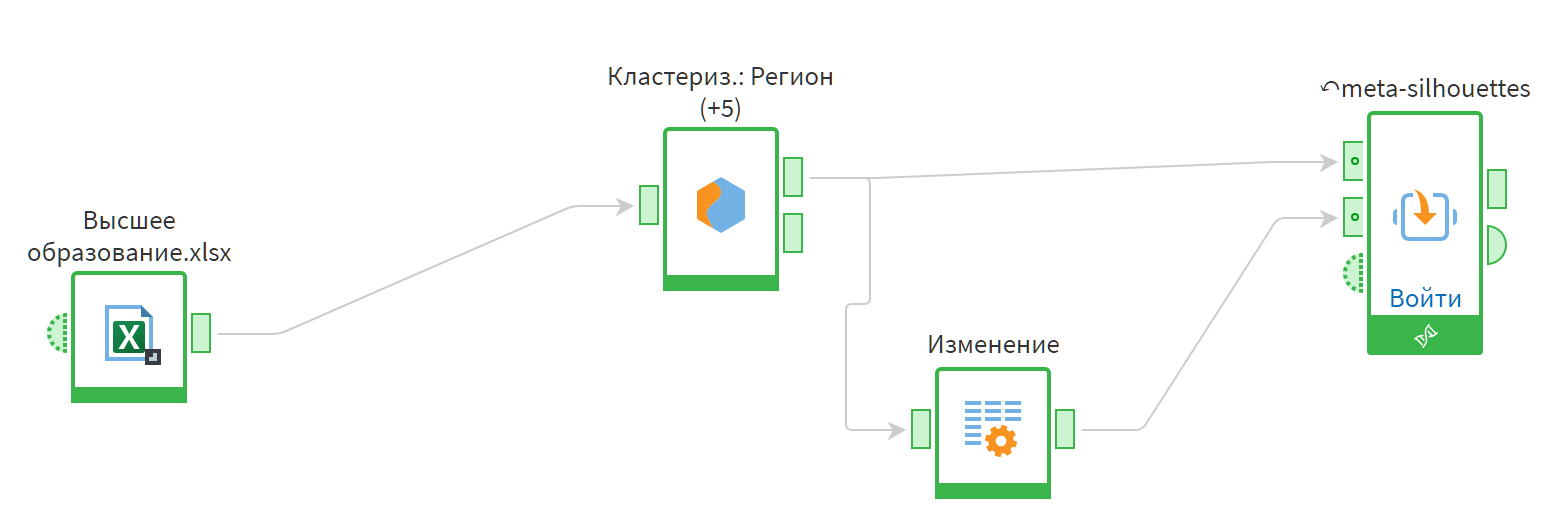 Кластериз.: Регион
(+5)
meta-silhouettes
Высшее
образование.xlsx
X
Войти
Изменение